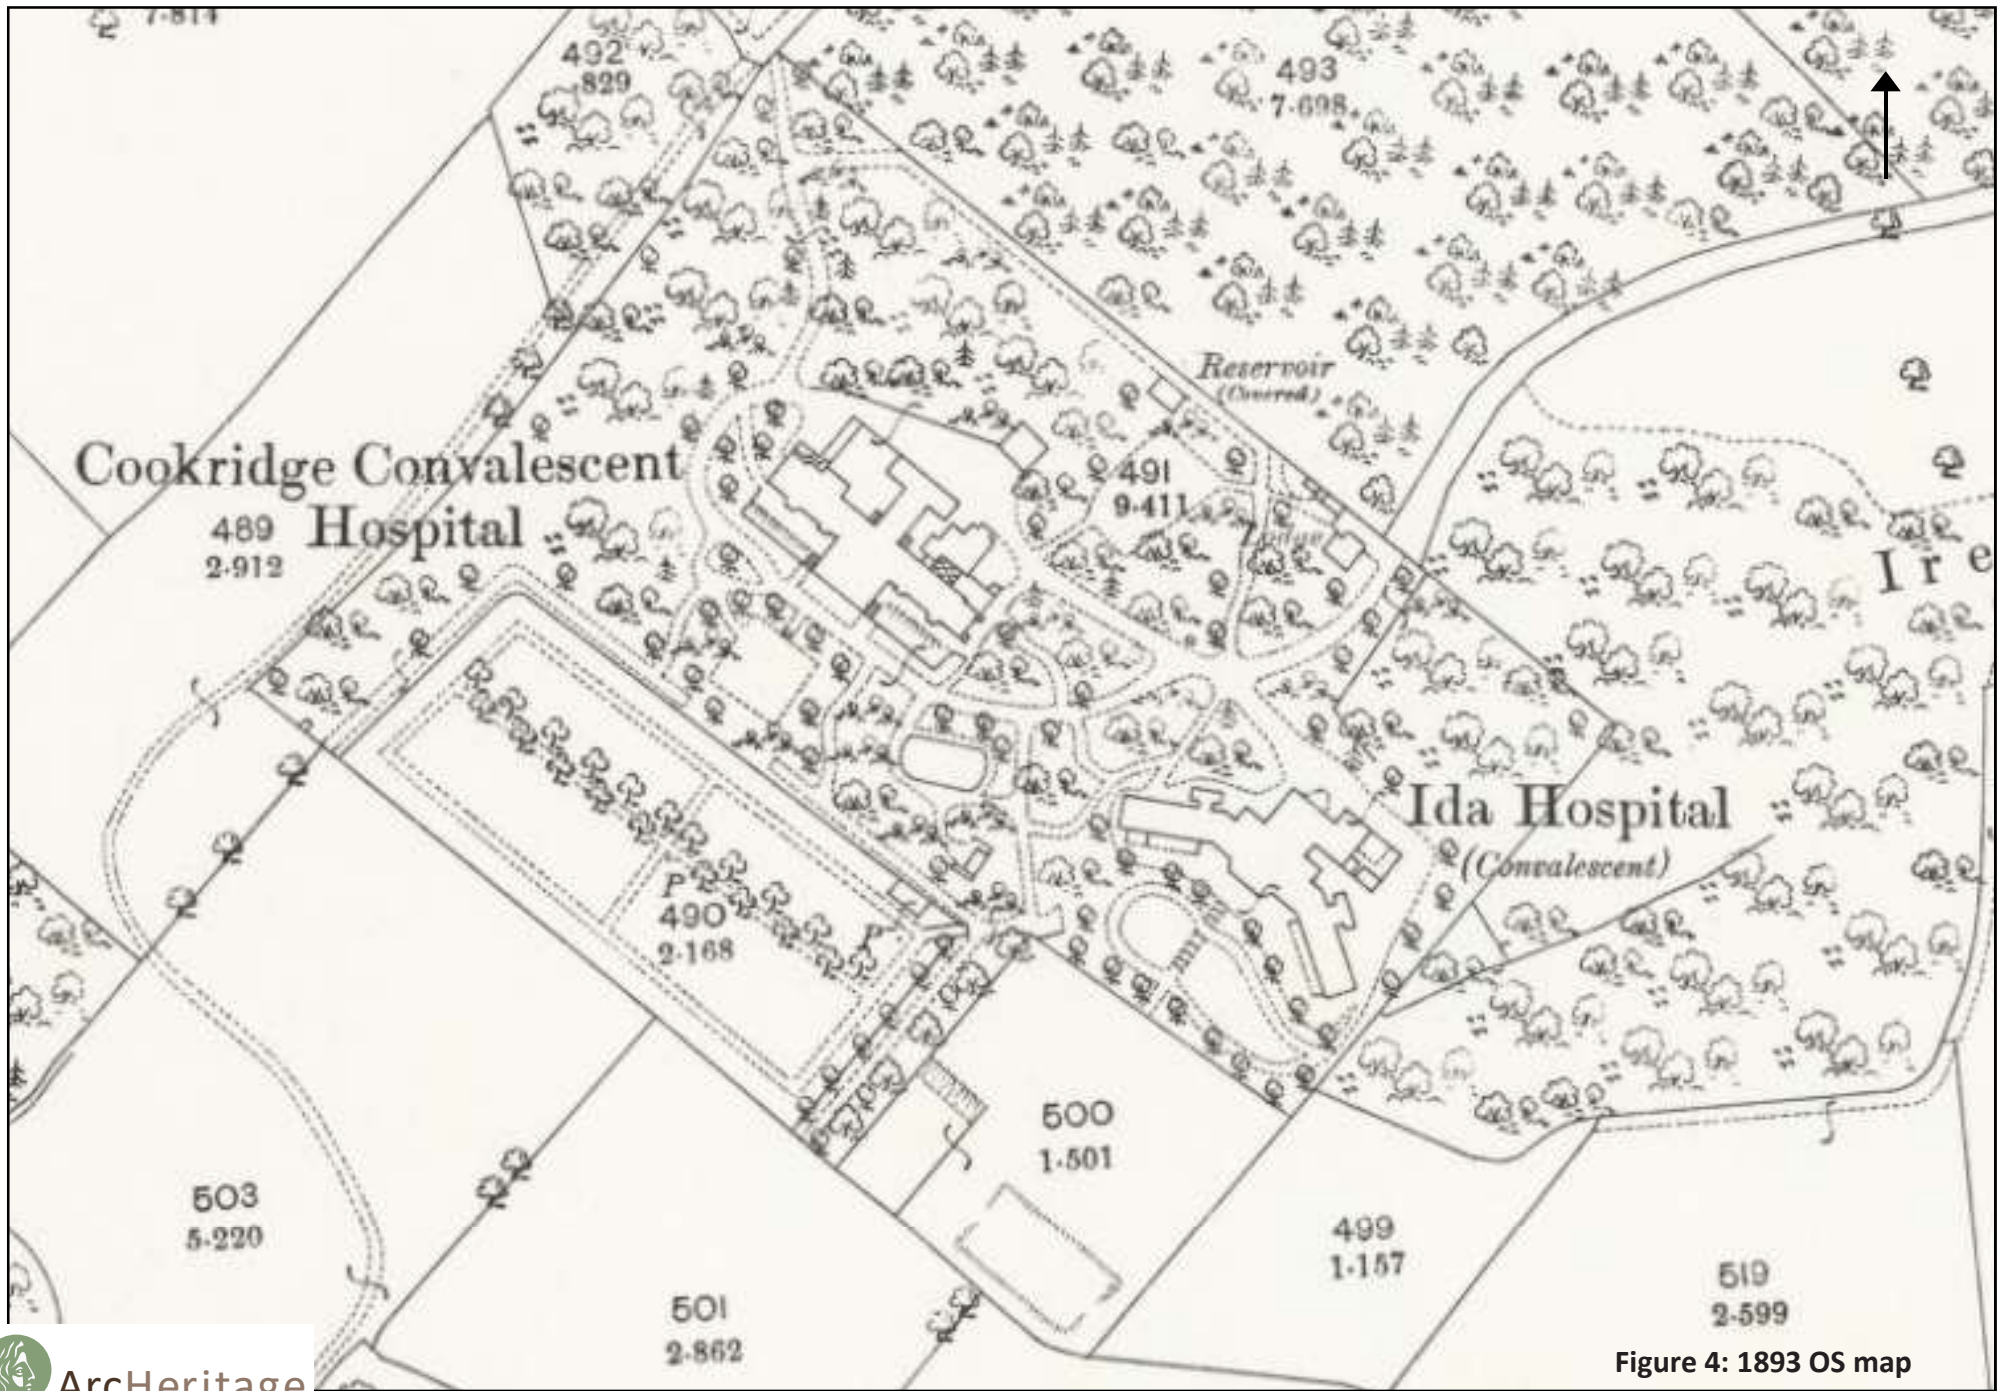 7·814
492
829
493
7·698
Reservoir
(Covered)
Cookridge Convalescent
Hospital
491
9·411
489
2·912
Lodge
Ire
Ida Hospital
(Convalescent)
P
490
2·168
P
500
1·501
503
5·220
499
1·157
501
2·862
519
2·599
Figure 4: 1893 OS map
ArcHeritage